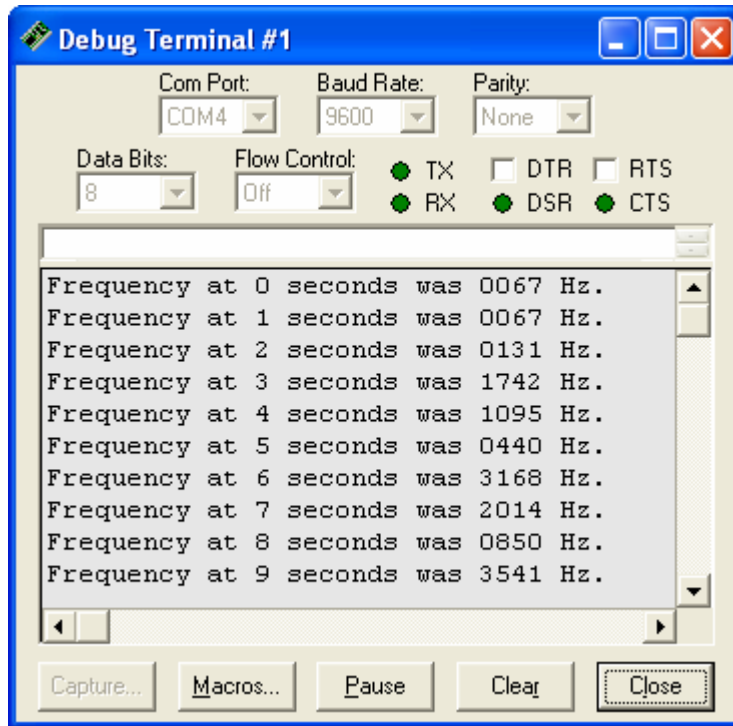 Debug Terminal #1
Com Port: Baud Rate: Parity:
COM4 9600 None
Data Bits: Flow Control: TX DTR RTS
8 Off RX DSR CTS
Frequency at 0 seconds was 0067 Hz.
Frequency at 1 seconds was 0067 Hz.
Frequency at 2 seconds was 0131 Hz.
Frequency at 3 seconds was 1742 Hz.
Frequency at 4 seconds was 1095 Hz.
Frequency at 5 seconds was 0440 Hz.
Frequency at 6 seconds was 3168 Hz.
Frequency at 7 seconds was 2014 Hz.
Frequency at 8 seconds was 0850 Hz.
Frequency at 9 seconds was 3541 Hz.
Capture... Macros... Pause Clear Close